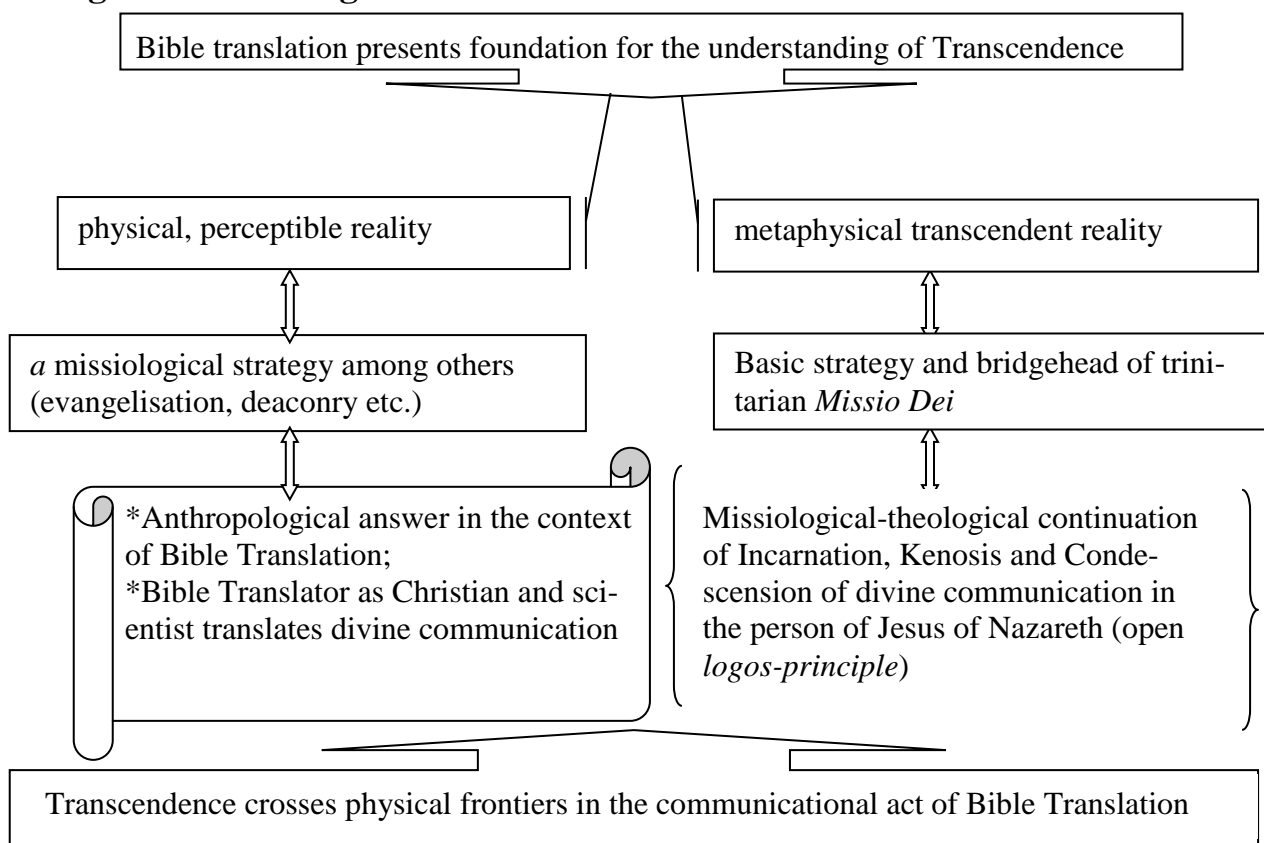 Bible translation presents foundation for the understanding of Transcendence
physical, perceptible reality
metaphysical transcendent reality
a missiological strategy among others
(evangelisation, deaconry etc.)
Basic strategy and bridgehead of trini-
tarian Missio Dei
*Anthropological answer in the context
of Bible Translation;
*Bible Translator as Christian and sci-
entist translates divine communication
Missiological-theological continuation
of Incarnation, Kenosis and Conde-
scension of divine communication in
the person of Jesus of Nazareth (open
logos-principle)
Transcendence crosses physical frontiers in the communicational act of Bible Translation